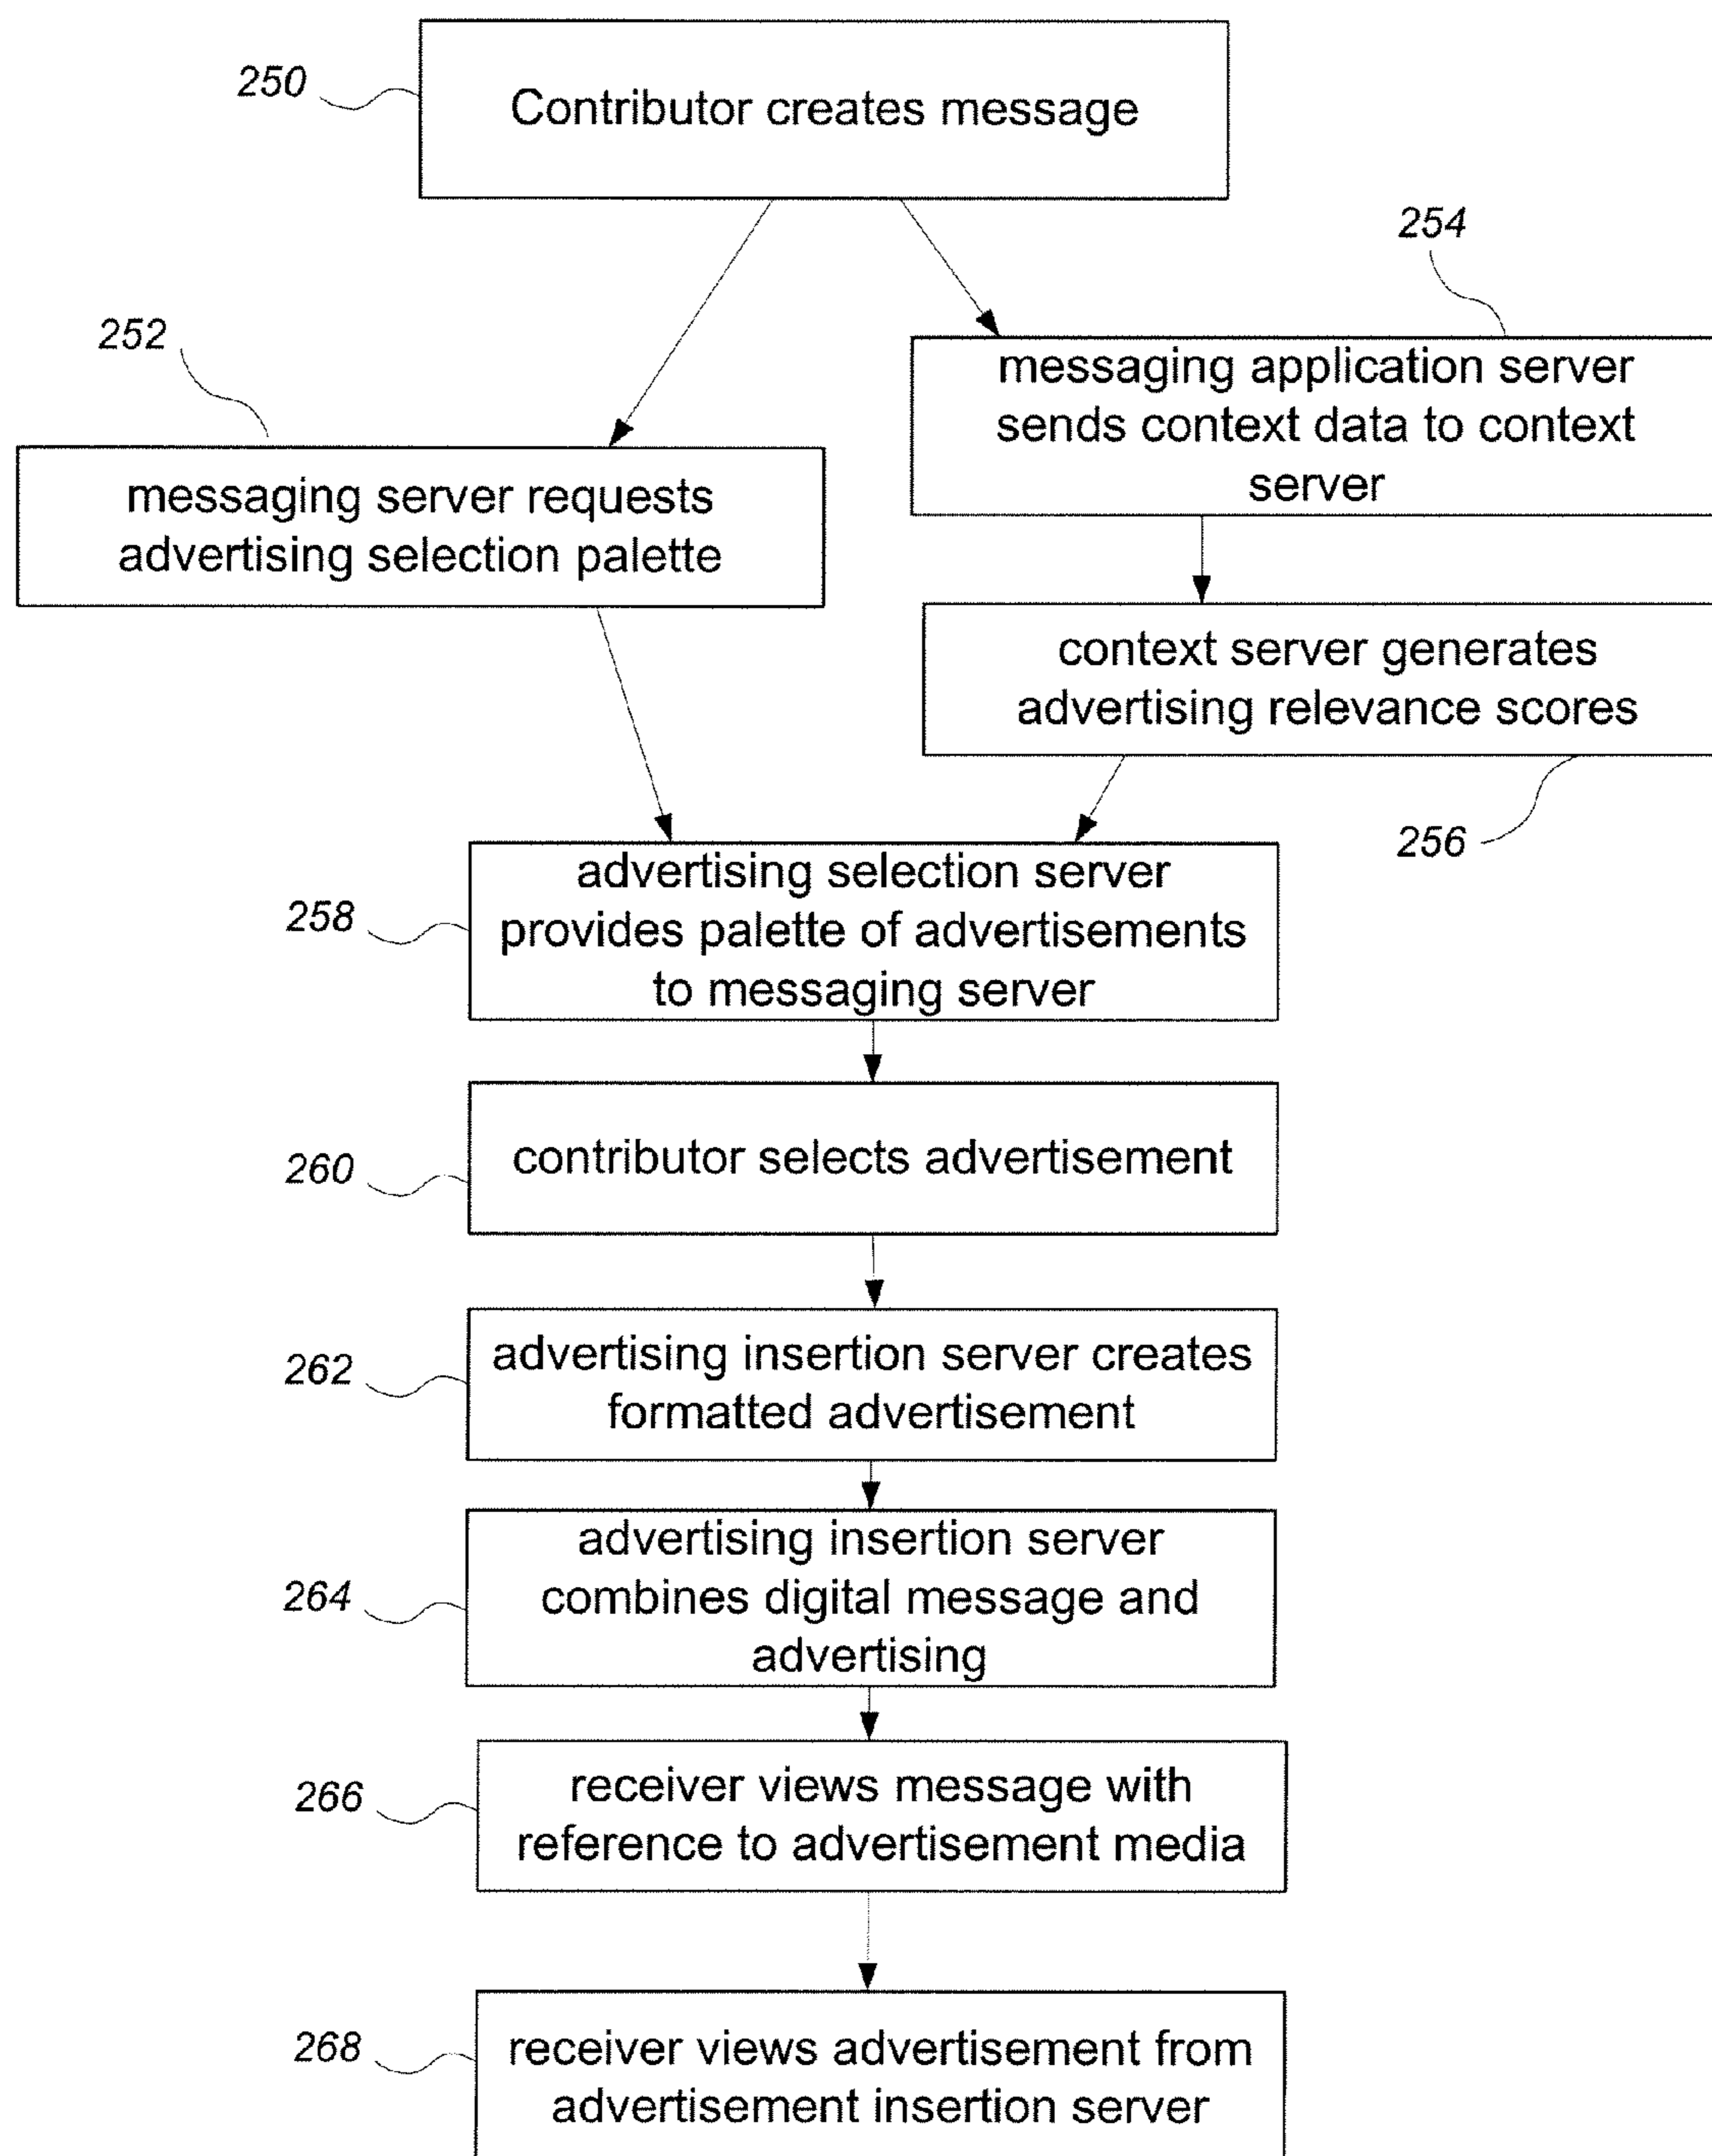 250
Contributor creates message
254
252
messaging application server
sends context data to context
server
messaging server requests
advertising selection palette
context server generates
advertising relevance scores
256
258
advertising selection server
provides palette of advertisements
to messaging server
260
contributor selects advertisement
262
advertising insertion server creates
formatted advertisement
264
advertising insertion server
combines digital message and
advertising
266
receiver views message with
reference to advertisement media
268
receiver views advertisement from
advertisement insertion server